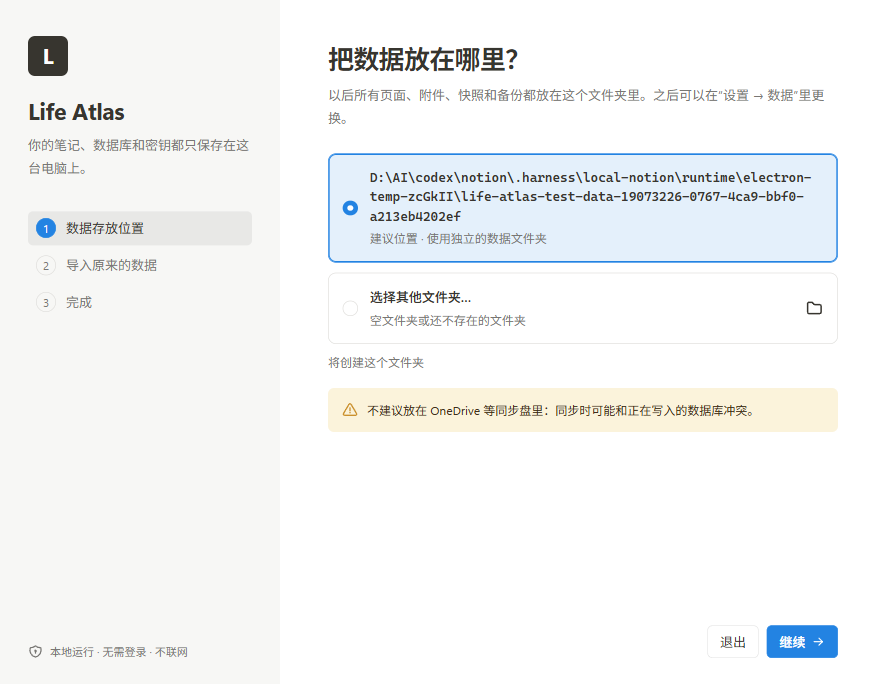 L
Life Atlas
你的笔记、数据库和密钥都只保存在这
台电脑上。
1 数据存放位置
2 导入原来的数据
3 完成
本地运行 · 无需登录 · 不联网
把数据放在哪里？
以后所有页面、附件、快照和备份都放在这个文件夹里。之后可以在“设置 → 数据”里更
换。
D:\AI\codex\notion\.harness\local-notion\runtime\electron-
temp-zcGkII\life-atlas-test-data-19073226-0767-4ca9-bbf0-
a213eb4202ef
建议位置 · 使用独立的数据文件夹
选择其他文件夹...
空文件夹或还不存在的文件夹
将创建这个文件夹
不建议放在 OneDrive 等同步盘里：同步时可能和正在写入的数据库冲突。
退出
继续 →